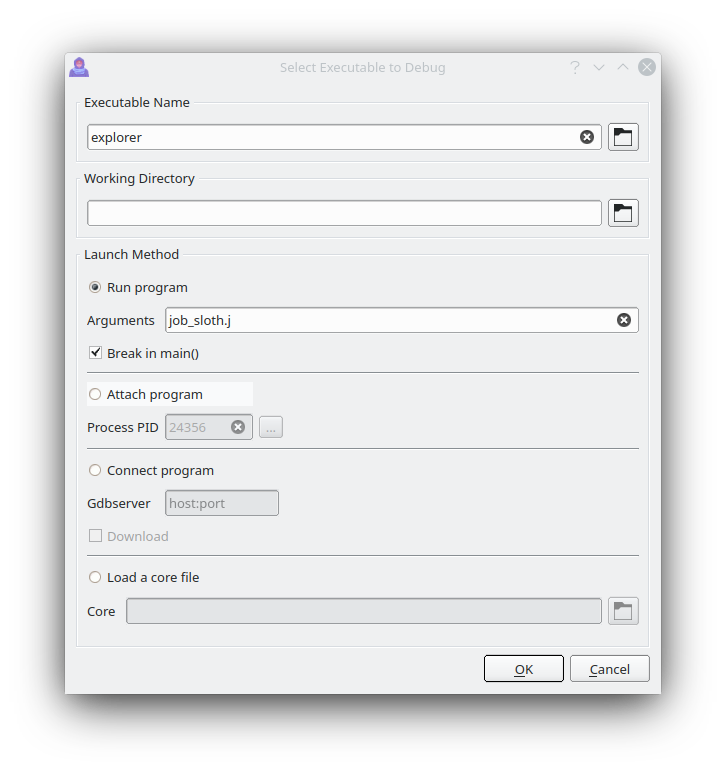 Select Executable to Debug
Executable Name
explorer
Working Directory
Launch Method
Run program
Arguments job_sloth.j
Break in main()
Attach program
Process PID 24356 ...
Connect program
Gdbserver host:port
Download
Load a core file
Core
OK Cancel